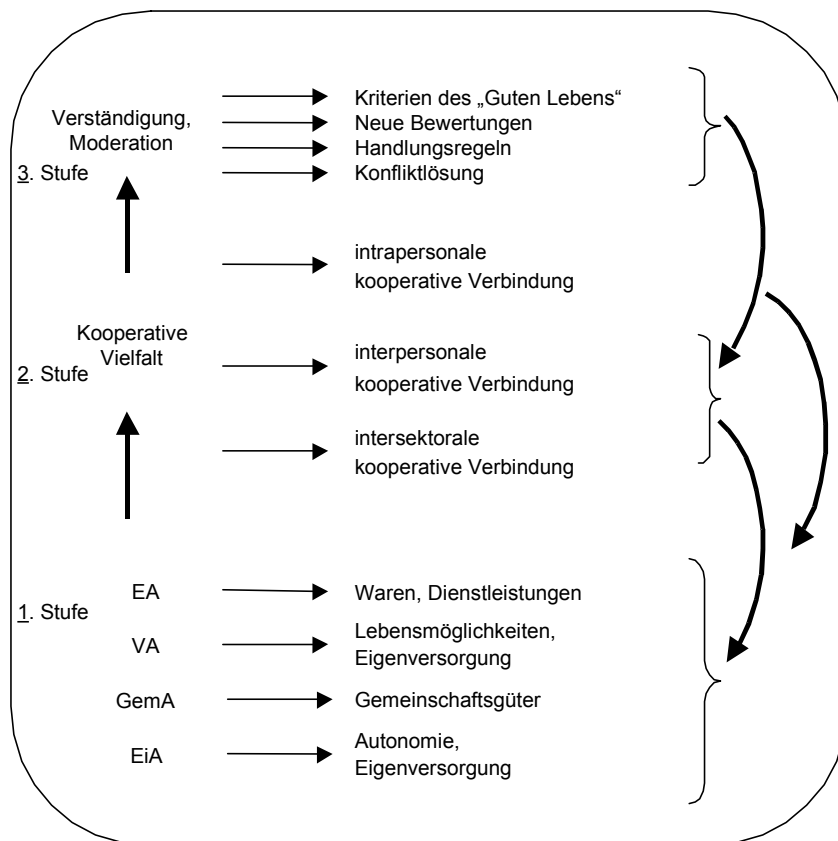 Kriterien des „Guten Lebens“
Verständigung,
Moderation
Neue Bewertungen
Handlungsregeln
3. Stufe
Konfliktlösung
intrapersonale
kooperative Verbindung
Kooperative
Vielfalt
2. Stufe
interpersonale
kooperative Verbindung
intersektorale
kooperative Verbindung
1. Stufe
EA
Waren, Dienstleistungen
VA
Lebensmöglichkeiten,
Eigenversorgung
GemA
Gemeinschaftsgüter
EiA
Autonomie,
Eigenversorgung